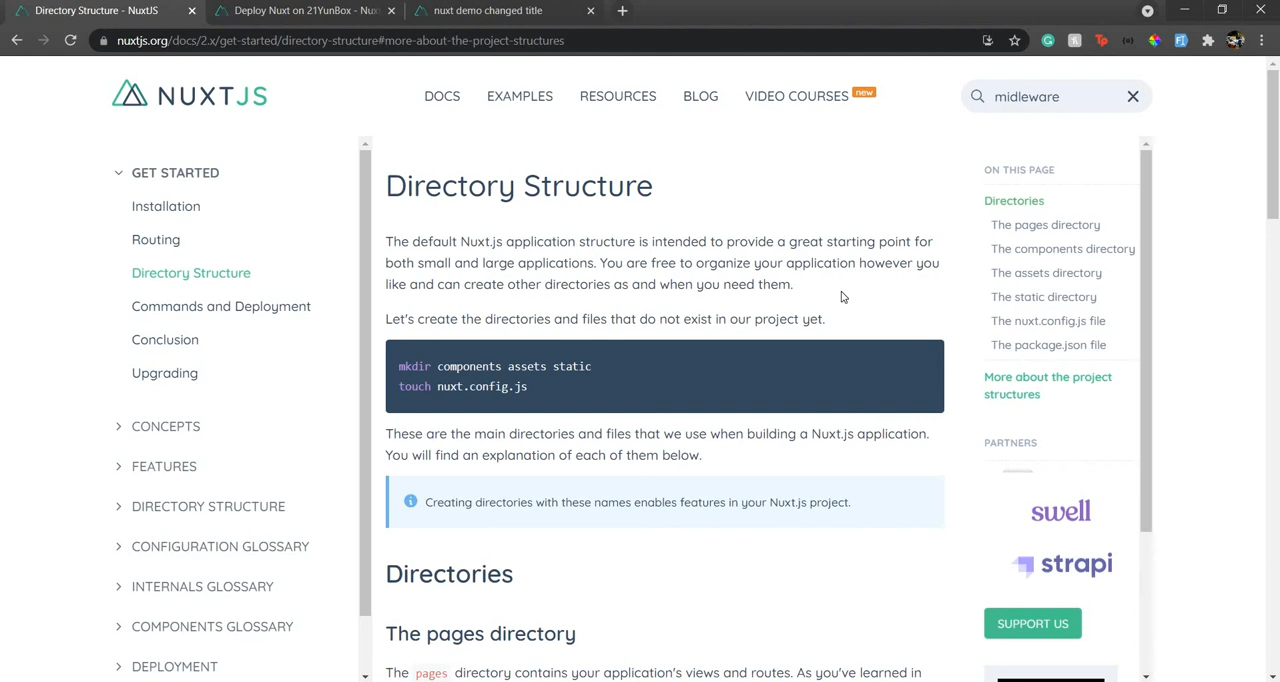 Directory Structure - NuxtJS
Deploy Nuxt on 21YunBox - Nux
nuxt demo changed title
nuxtjs.org/docs/2.x/get-started/directory-structure#more-about-the-project-structures
NUXTJS
DOCS
EXAMPLES
RESOURCES
BLOG
VIDEO COURSES
new
midleware
GET STARTED
Installation
Routing
Directory Structure
Commands and Deployment
Conclusion
Upgrading
CONCEPTS
FEATURES
DIRECTORY STRUCTURE
CONFIGURATION GLOSSARY
INTERNALS GLOSSARY
COMPONENTS GLOSSARY
DEPLOYMENT
Directory Structure
The default Nuxt.js application structure is intended to provide a great starting point for
both small and large applications. You are free to organize your application however you
like and can create other directories as and when you need them.
Let's create the directories and files that do not exist in our project yet.
mkdir components assets static
touch nuxt.config.js
These are the main directories and files that we use when building a Nuxt.js application.
You will find an explanation of each of them below.
Creating directories with these names enables features in your Nuxt.js project.
Directories
The pages directory
The pages directory contains your application's views and routes. As you've learned in
ON THIS PAGE
Directories
The pages directory
The components directory
The assets directory
The static directory
The nuxt.config.js file
The package.json file
More about the project
structures
PARTNERS
swell
strapi
SUPPORT US